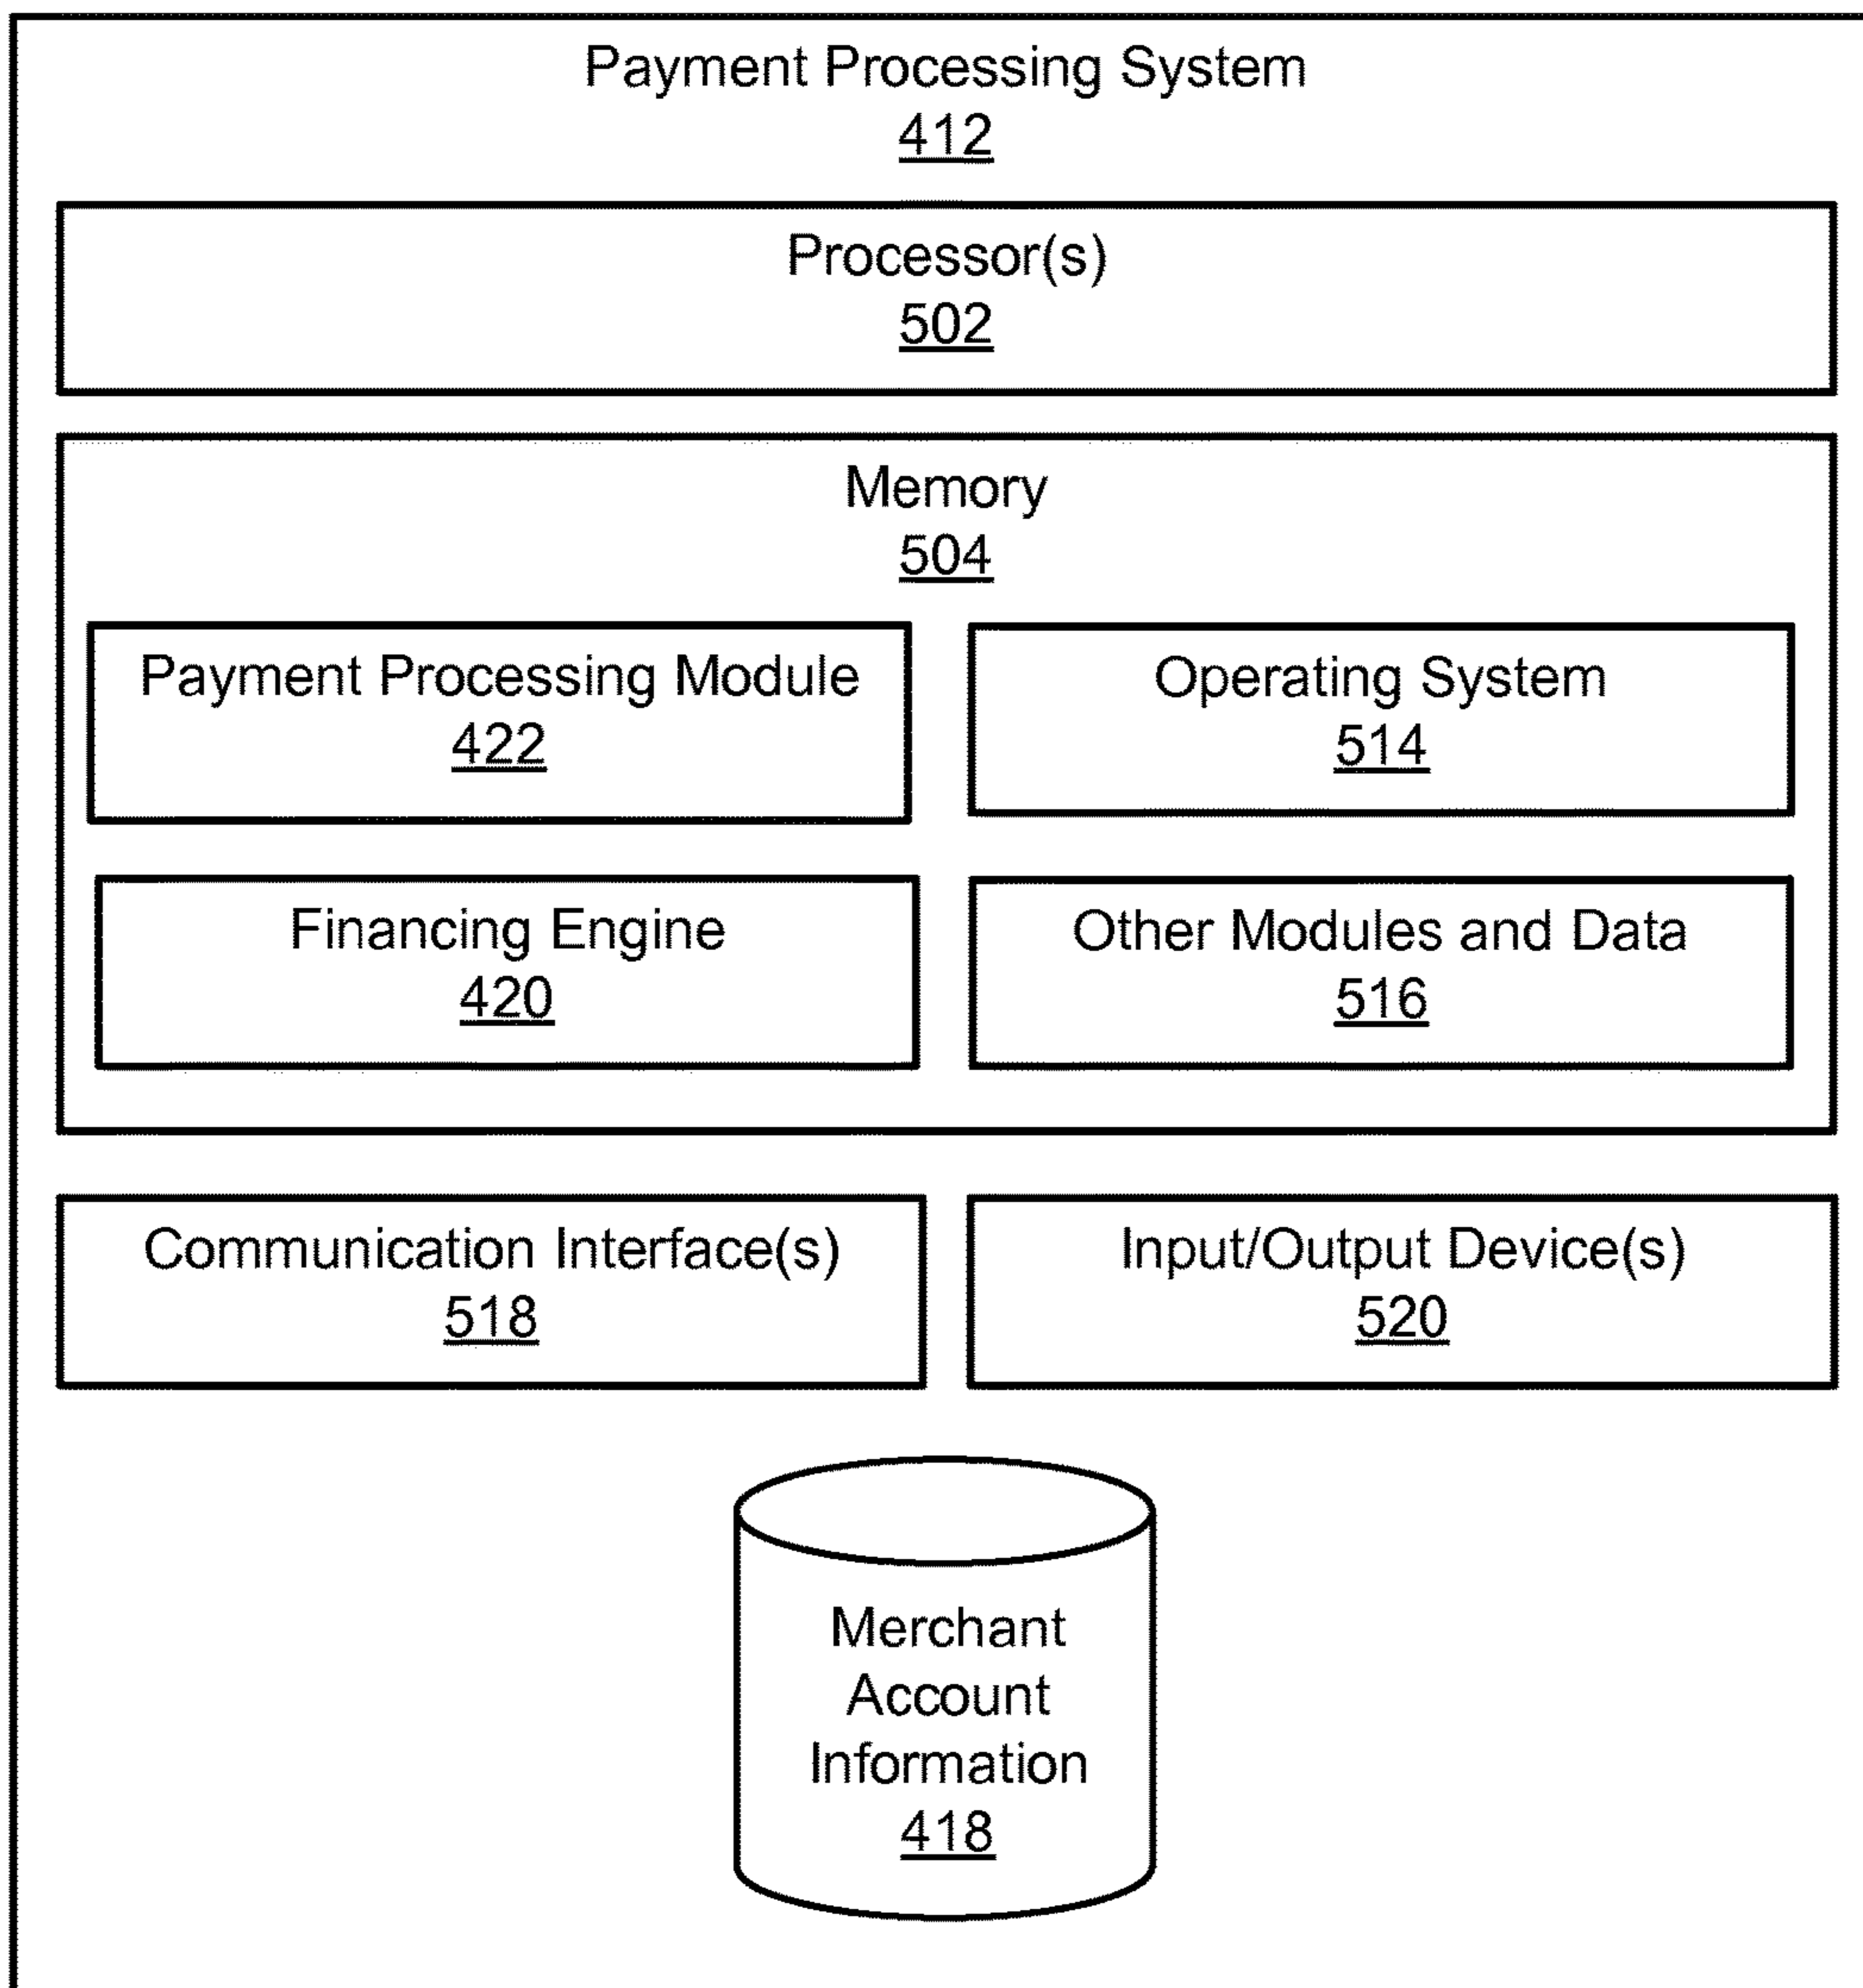 Payment Processing System
412
Processor(s)
502
Memory
504
Payment Processing Module
422
Operating System
514
Financing Engine
420
Other Modules and Data
516
Communication Interface(s)
518
Input/Output Device(s)
520
Merchant
Account
Information
418